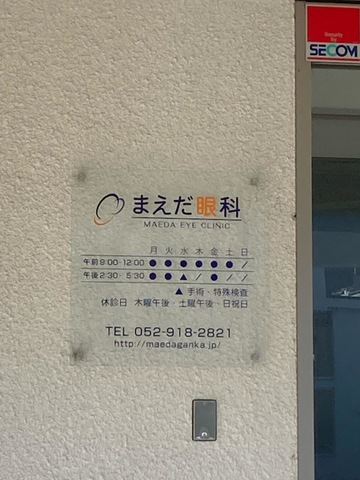 Security by
SECOM
まえだ眼科
MAEDA EYE CLINIC
月 火 水 木 金 土 日
午前9:00-12:00 ● ● ● ● ● ● ／
午後2:30-5:30 ● ● ▲ ／ ● ／ ／
▲手術・特殊検査
休診日 木曜午後・土曜午後・日祝日
TEL 052-918-2821
http://maedaganka.jp/